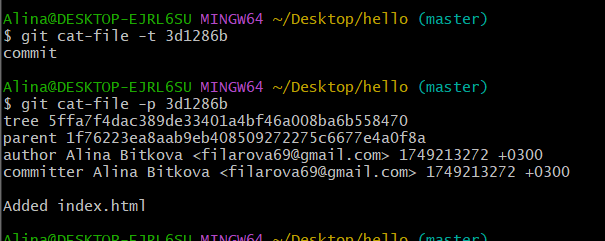 Alina@DESKTOP-EJRL6SU MINGW64 ~/Desktop/hello (master)
$ git cat-file -t 3d1286b
commit
Alina@DESKTOP-EJRL6SU MINGW64 ~/Desktop/hello (master)
$ git cat-file -p 3d1286b
tree 5ffa7f4dac389de33401a4bf46a008ba6b558470
parent 1f76223ea8aab9eb408509272275c6677e4a0f8a
author Alina Bitkova <filarova69@gmail.com> 1749213272 +0300
committer Alina Bitkova <filarova69@gmail.com> 1749213272 +0300
Added index.html